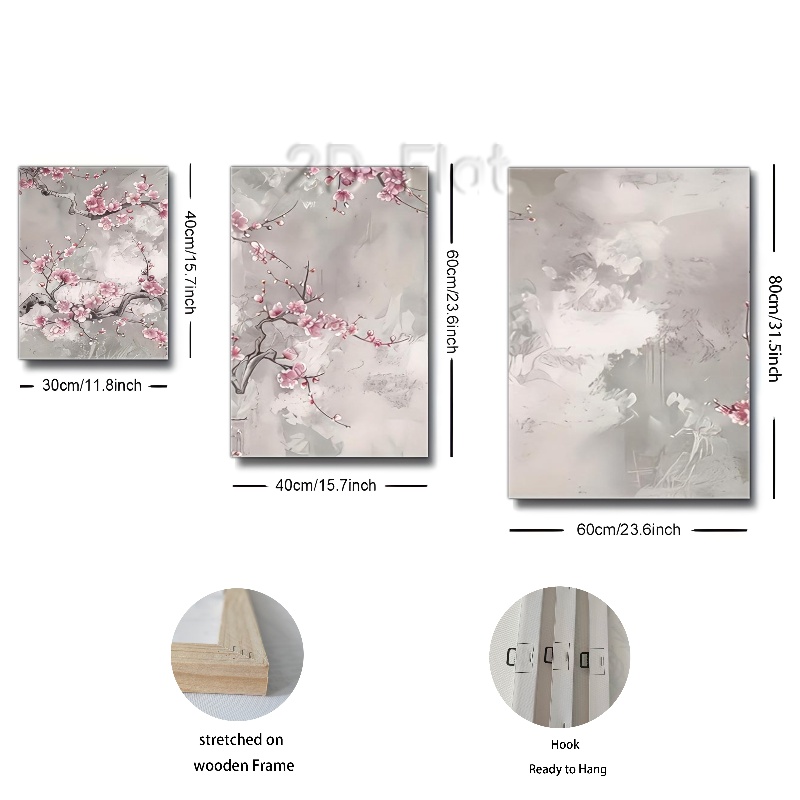 2D Flat
40cm/15.7inch
30cm/11.8inch
60cm/23.6inch
40cm/15.7inch
80cm/31.5inch
60cm/23.6inch
stretched on
wooden Frame
Hook
Ready to Hang